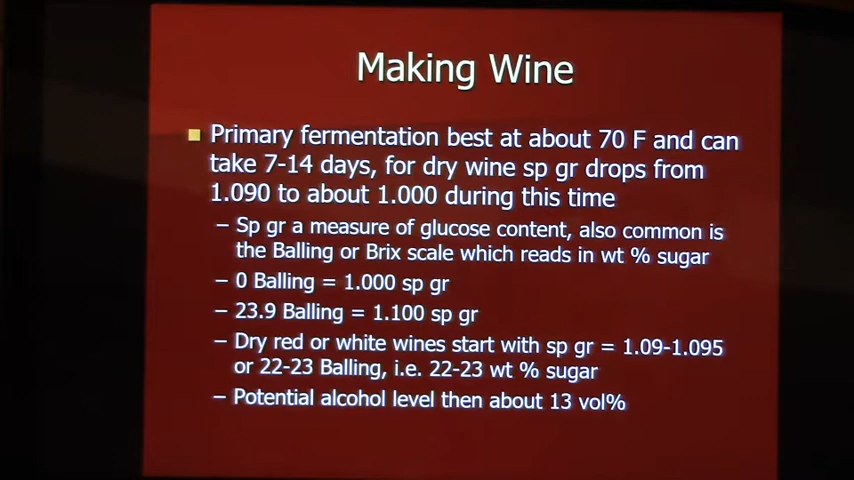 Making Wine
Primary fermentation best at about 70 F and can
take 7-14 days, for dry wine sp gr drops from
1.090 to about 1.000 during this time
– Sp gr a measure of glucose content, also common is
the Balling or Brix scale which reads in wt % sugar
– 0 Balling = 1.000 sp gr
– 23.9 Balling = 1.100 sp gr
– Dry red or white wines start with sp gr = 1.09-1.095
or 22-23 Balling, i.e. 22-23 wt % sugar
– Potential alcohol level then about 13 vol%